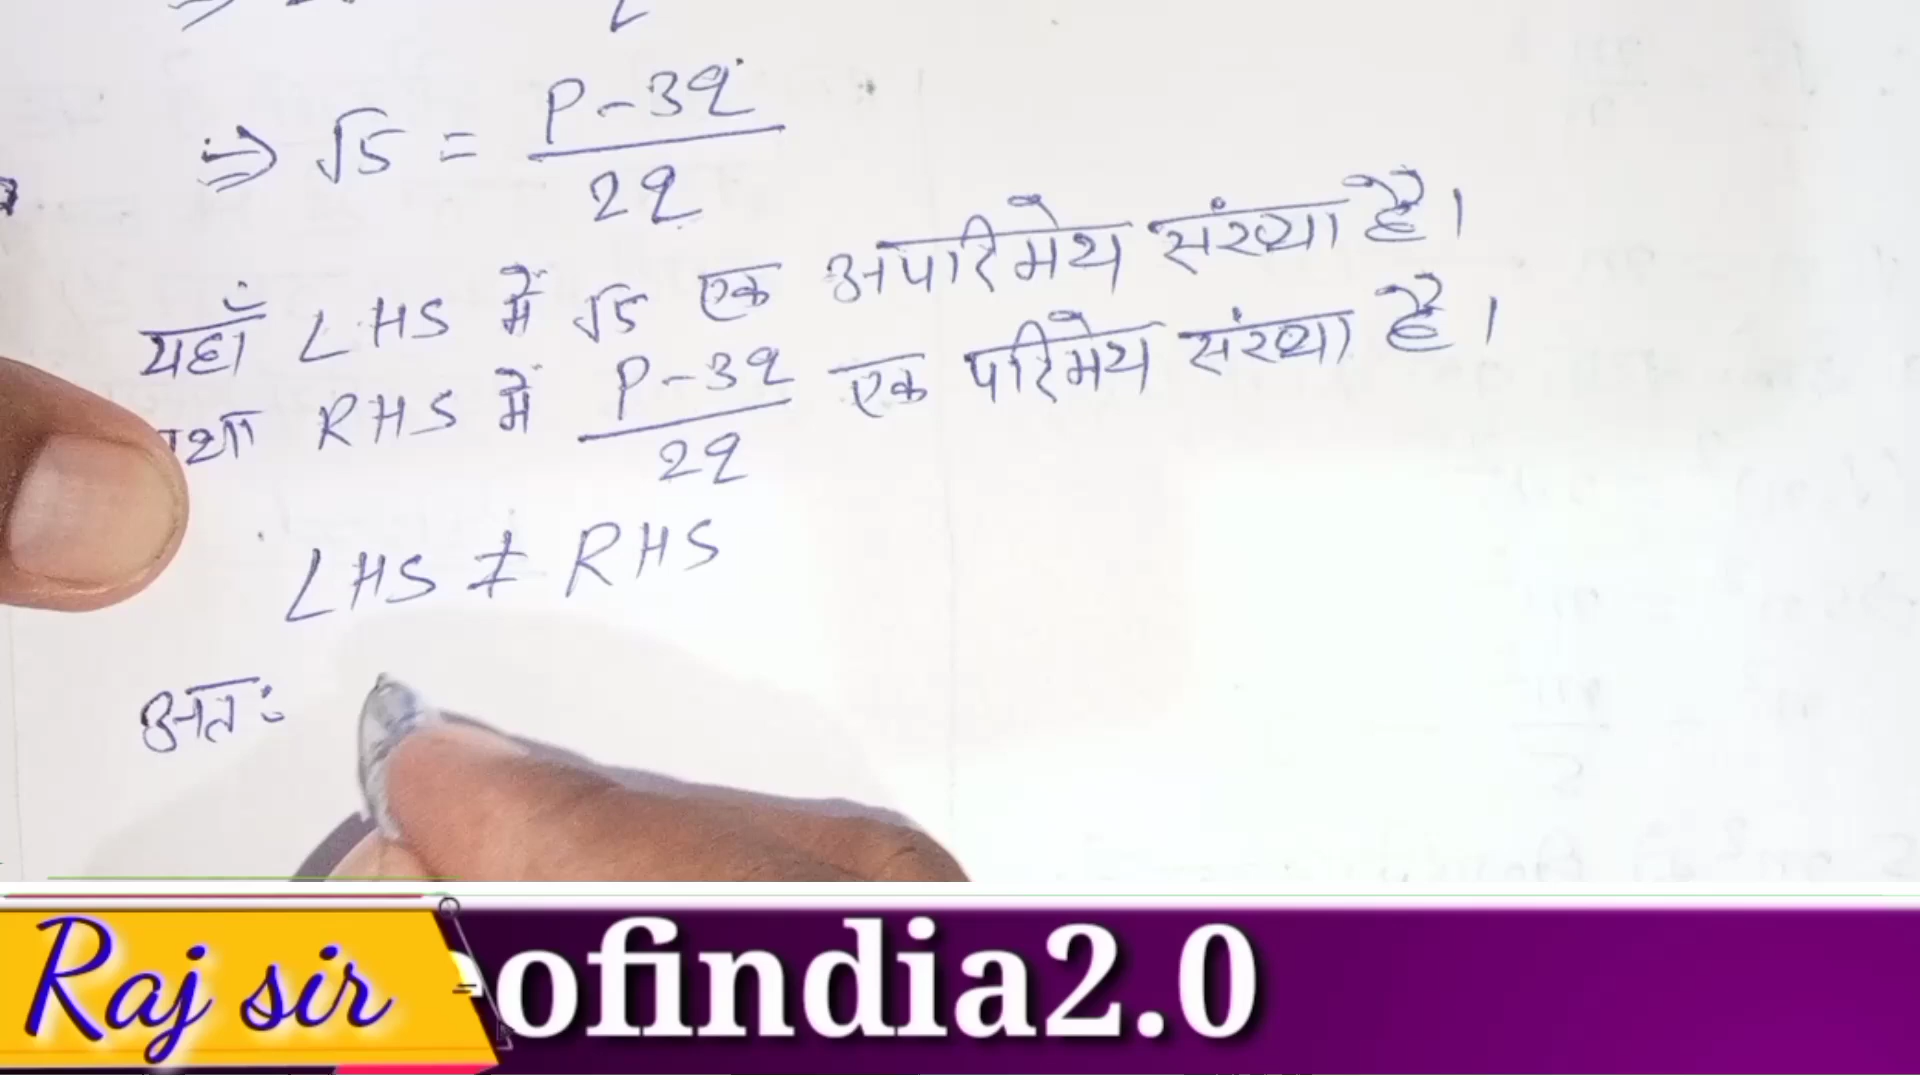 ⇒ √5 = P-3q/2q
यहाँ LHS में √5 एक अपरिमेय संख्या है।
तथा RHS में P-3q/2q एक परिमेय संख्या है।
LHS ≠ RHS
अतः
Raj sir
ofindia2.0